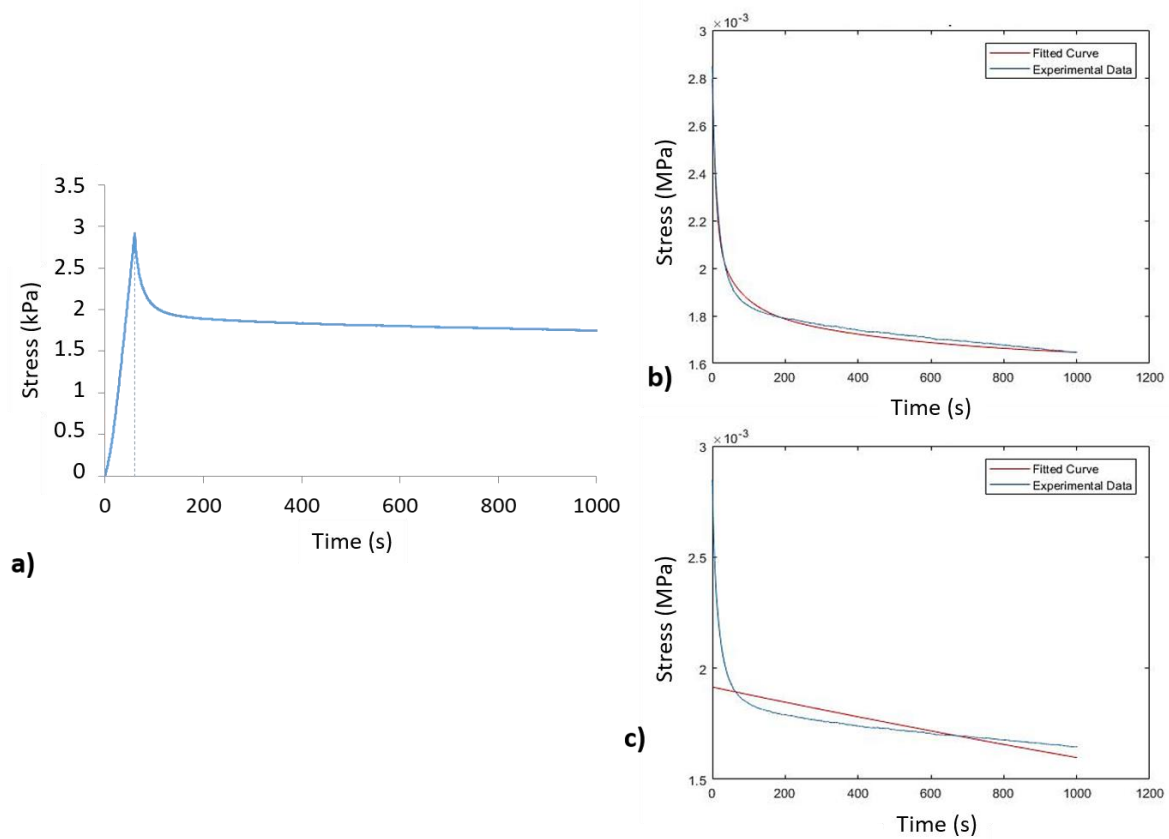 3.5
3
2.5
2
1.5
1
0.5
0
Stress (kPa)
0 200 400 600 800 1000
Time (s)
a)
×10-3
3
2.8
2.6
2.4
2.2
2
1.8
1.6
Stress (MPa)
Fitted Curve
Experimental Data
0 200 400 600 800 1000 1200
Time (s)
b)
×10-3
3
2.5
2
1.5
Stress (MPa)
Fitted Curve
Experimental Data
0 200 400 600 800 1000 1200
Time (s)
c)